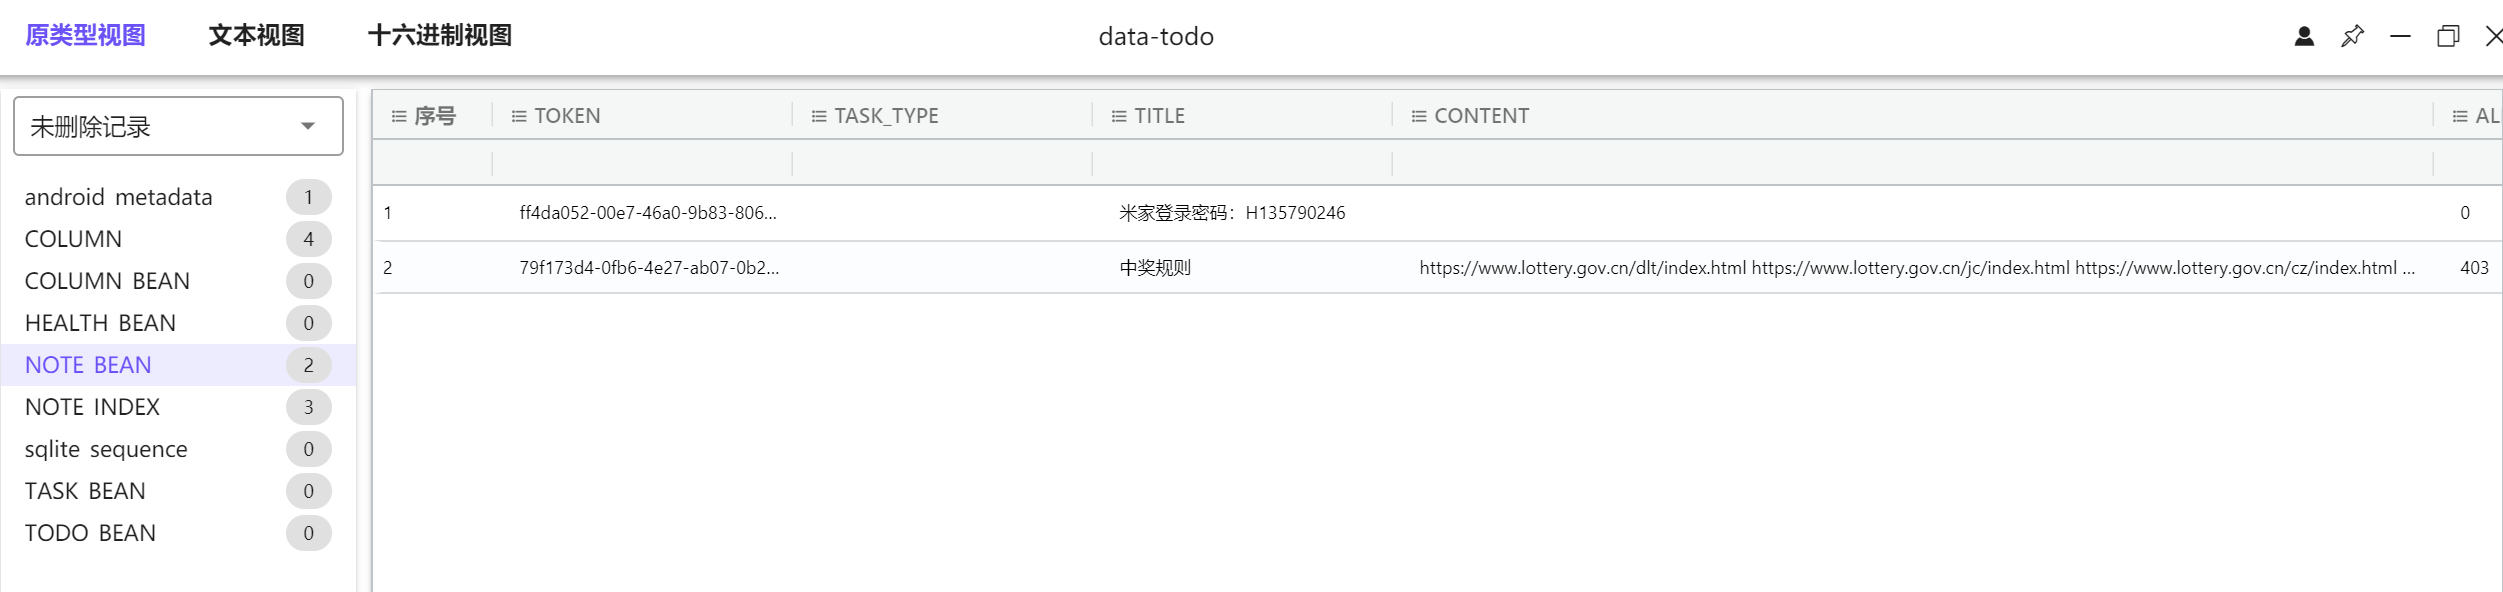 原类型视图 文本视图 十六进制视图 data-todo
未删除记录
android metadata 1
COLUMN 4
COLUMN BEAN 0
HEALTH BEAN 0
NOTE BEAN 2
NOTE INDEX 3
sqlite sequence 0
TASK BEAN 0
TODO BEAN 0
序号 TOKEN TASK_TYPE TITLE CONTENT AL
1 ff4da052-00e7-46a0-9b83-806... 米家登录密码：H135790246 0
2 79f173d4-0fb6-4e27-ab07-0b2... 中奖规则 https://www.lottery.gov.cn/dlt/index.html https://www.lottery.gov.cn/jc/index.html https://www.lottery.gov.cn/cz/index.html ... 403